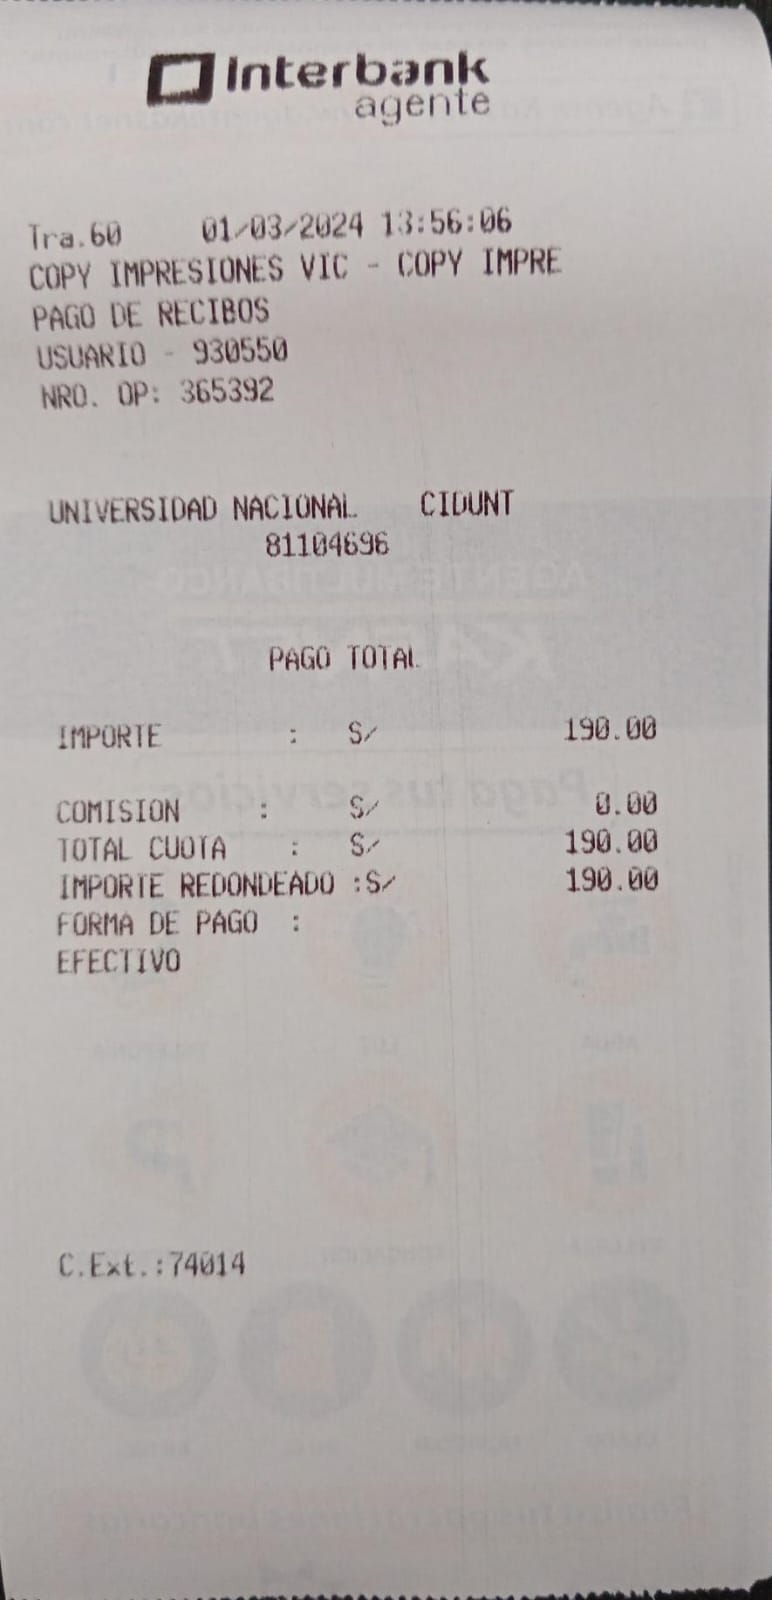 Interbank
agente
Tra.60 01/03/2024 13:56:06
COPY IMPRESIONES VIC - COPY IMPRE
PAGO DE RECIBOS
USUARIO - 930550
NRO. OP: 365392
UNIVERSIDAD NACIONAL CIDUNT
81104696
PAGO TOTAL
IMPORTE : S/ 190.00
COMISION : S/ 0.00
TOTAL CUOTA : S/ 190.00
IMPORTE REDONDEADO :S/ 190.00
FORMA DE PAGO :
EFECTIVO
C.Ext.:74014